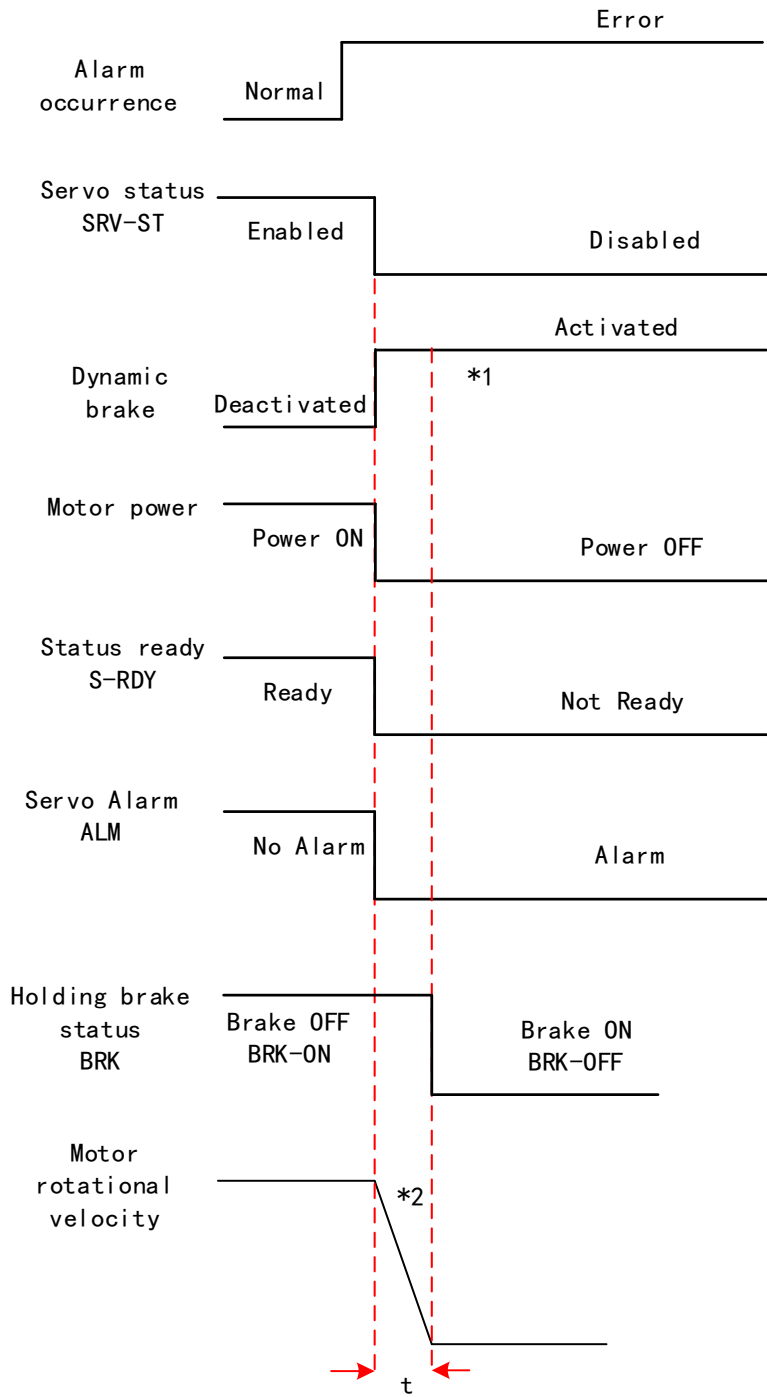 Error
Alarm
occurrence
Normal
Servo status
SRV-ST
Enabled
Disabled
Activated
Dynamic
brake
Deactivated
*1
Motor power
Power ON
Power OFF
Status ready
S-RDY
Ready
Not Ready
Servo Alarm
ALM
No Alarm
Alarm
Holding brake
status
BRK
Brake OFF
BRK-ON
Brake ON
BRK-OFF
Motor
rotational
velocity
*2
t